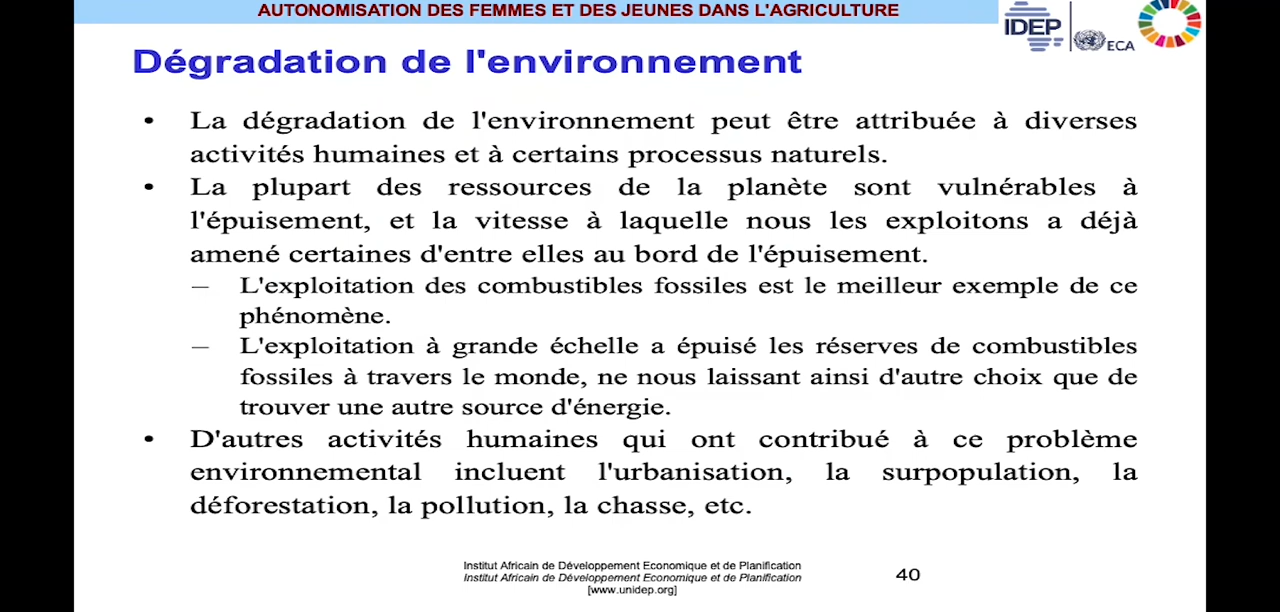 AUTONOMISATION DES FEMMES ET DES JEUNES DANS L'AGRICULTURE
IDEP
ECA
Dégradation de l'environnement
• La dégradation de l'environnement peut être attribuée à diverses
activités humaines et à certains processus naturels.
• La plupart des ressources de la planète sont vulnérables à
l'épuisement, et la vitesse à laquelle nous les exploitons a déjà
amené certaines d'entre elles au bord de l'épuisement.
– L'exploitation des combustibles fossiles est le meilleur exemple de ce
phénomène.
– L'exploitation à grande échelle a épuisé les réserves de combustibles
fossiles à travers le monde, ne nous laissant ainsi d'autre choix que de
trouver une autre source d'énergie.
• D'autres activités humaines qui ont contribué à ce problème
environnemental incluent l'urbanisation, la surpopulation, la
déforestation, la pollution, la chasse, etc.
Institut Africain de Développement Economique et de Planification
Institut Africain de Développement Economique et de Planification
[www.unidep.org]
40